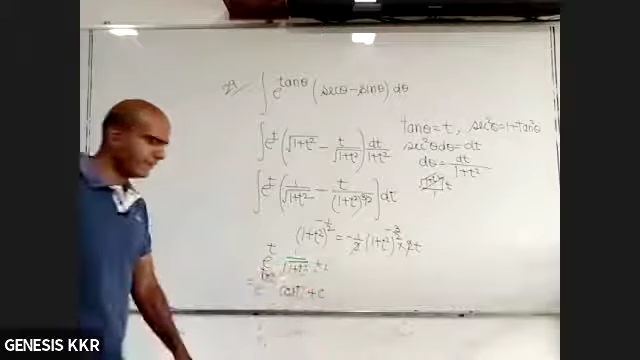 ∫ e^tanθ (secθ - sinθ) dθ
tanθ = t, sec²θ = 1+tan²θ
sec²θ dθ = dt
dθ = dt/(1+t²)
∫ e^t (√(1+t²) - t/√(1+t²)) dt/(1+t²)
∫ e^t (1/√(1+t²) - t/(1+t²)^(3/2)) dt
(1+t²)^(-1/2) = -1/2 (1+t²)^(-3/2) × 2t
e^t 1/√(1+t²) + c
= e^tanθ cosθ + c
GENESIS KKR